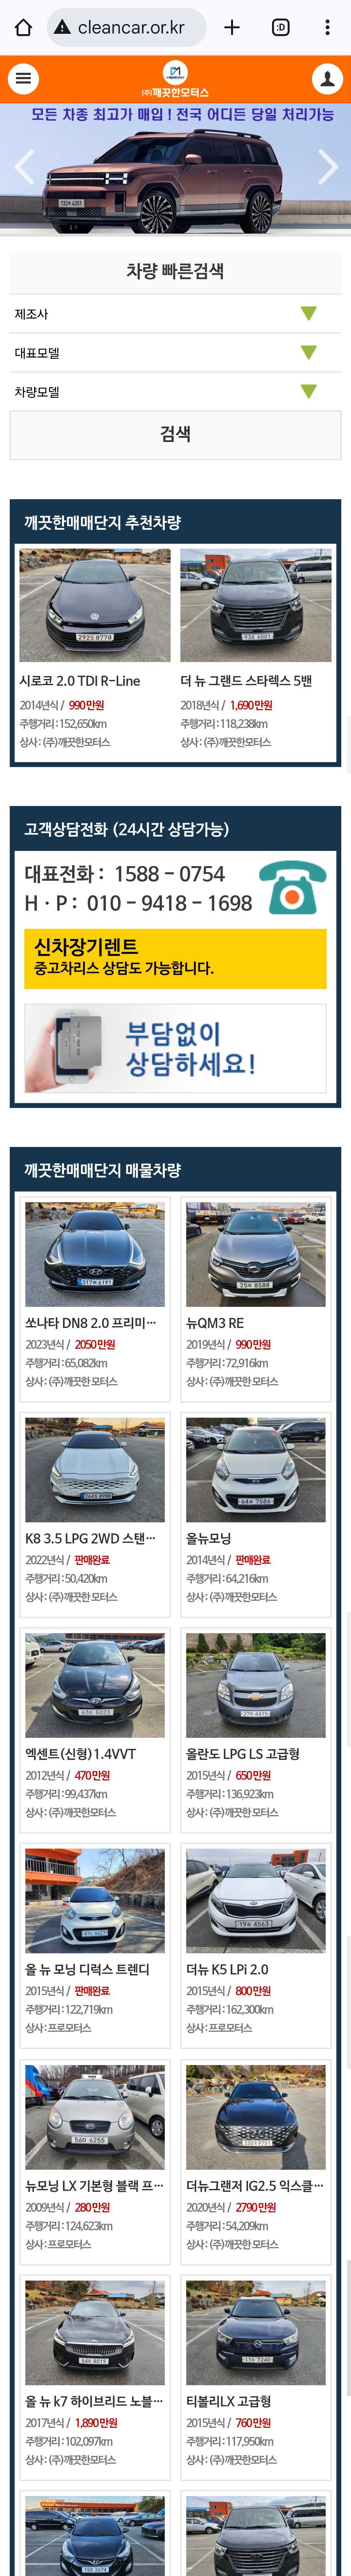 cleancar.or.kr
:D
(주)깨끗한모터스
모든 차종 최고가 매입 ! 전국 어디든 당일 처리가능
132누 4351
차량 빠른검색
제조사
대표모델
차량모델
검색
깨끗한매매단지 추천차량
시로코 2.0 TDI R-Line
2014년식 / 990만원
주행거리 : 152,650km
상사 : (주)깨끗한모터스
더 뉴 그랜드 스타렉스 5밴
2018년식 / 1,690만원
주행거리 : 118,238km
상사 : (주)깨끗한모터스
고객상담전화 (24시간 상담가능)
대표전화 : 1588 - 0754
H · P : 010 - 9418 - 1698
신차장기렌트
중고차리스 상담도 가능합니다.
부담없이
상담하세요!
깨끗한매매단지 매물차량
쏘나타 DN8 2.0 프리미…
2023년식 / 2050만원
주행거리 : 65,082km
상사 : (주)깨끗한 모터스
뉴QM3 RE
2019년식 / 990만원
주행거리 : 72,916km
상사 : (주)깨끗한 모터스
K8 3.5 LPG 2WD 스탠…
2022년식 / 판매완료
주행거리 : 50,420km
상사 : (주)깨끗한 모터스
올뉴모닝
2014년식 / 판매완료
주행거리 : 64,216km
상사 : (주)깨끗한모터스
엑센트(신형)1.4VVT
2012년식 / 470만원
주행거리 : 99,437km
상사 : (주)깨끗한모터스
올란도 LPG LS 고급형
2015년식 / 650만원
주행거리 : 136,923km
상사 : (주)깨끗한 모터스
올 뉴 모닝 디럭스 트렌디
2015년식 / 판매완료
주행거리 : 122,719km
상사 : 프로모터스
더뉴 K5 LPi 2.0
2015년식 / 800만원
주행거리 : 162,300km
상사 : 프로모터스
뉴모닝 LX 기본형 블랙 프…
2009년식 / 280만원
주행거리 : 124,623km
상사 : 프로모터스
더뉴그랜저 IG2.5 익스클…
2020년식 / 2790만원
주행거리 : 54,209km
상사 : (주)깨끗한 모터스
올 뉴 k7 하이브리드 노블…
2017년식 / 1,890만원
주행거리 : 102,097km
상사 : (주)깨끗한모터스
티볼리LX 고급형
2015년식 / 760만원
주행거리 : 117,950km
상사 : (주)깨끗한모터스